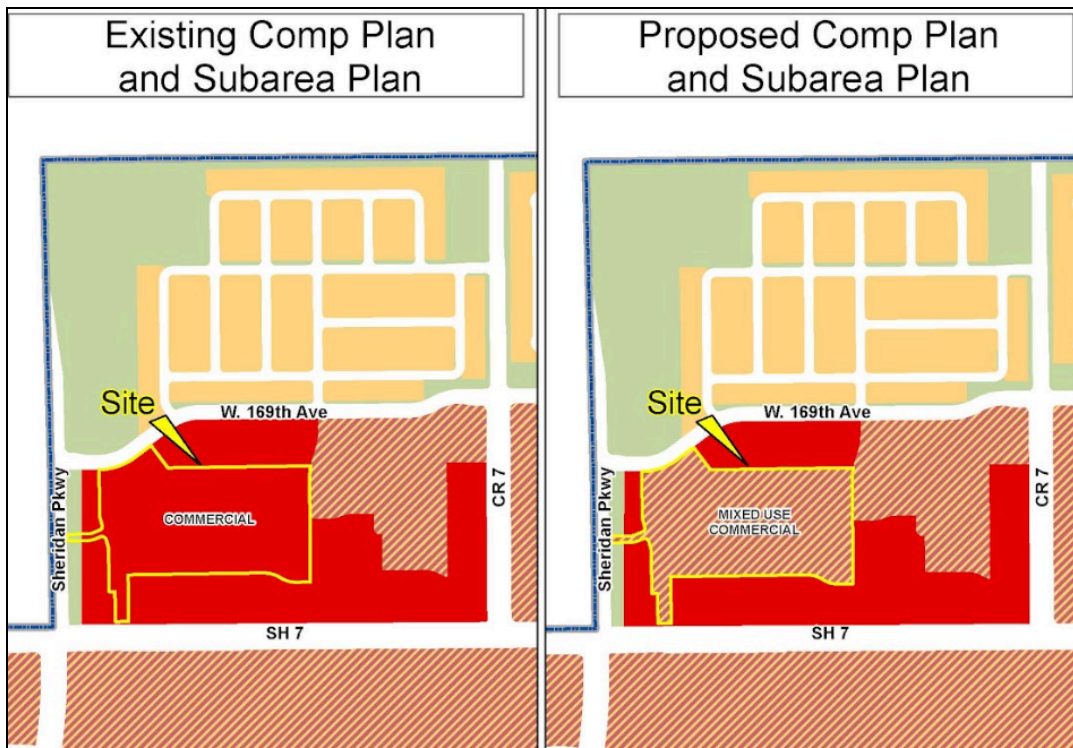 Existing Comp Plan
and Subarea Plan
Proposed Comp Plan
and Subarea Plan
Site
W. 169th Ave
Sheridan Pkwy
COMMERCIAL
CR 7
SH 7
Site
W. 169th Ave
Sheridan Pkwy
MIXED USE
COMMERCIAL
CR 7
SH 7